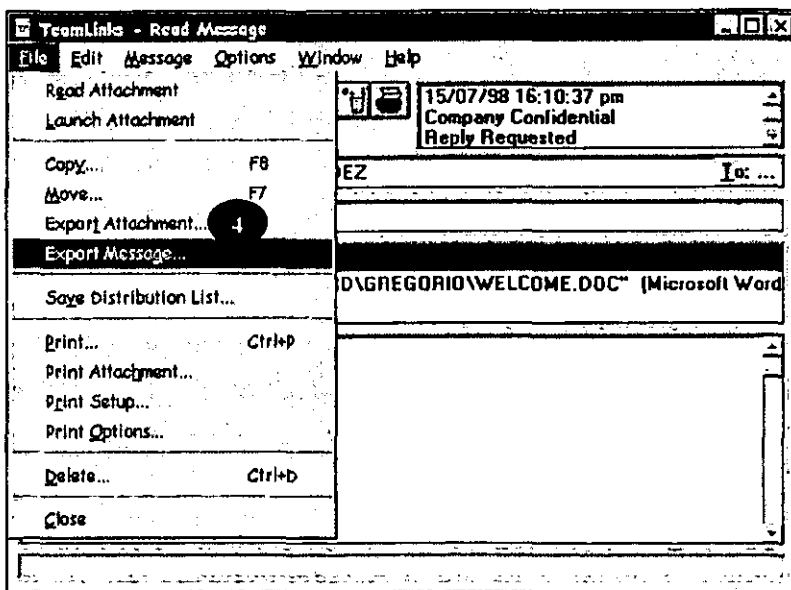 TeamLinks - Read Message
File Edit Message Options Window Help
Read Attachment
Launch Attachment
Copy... F8
Move... F7
Export Attachment... 4
Export Message...
Save Distribution List...
Print... Ctrl+P
Print Attachment...
Print Setup...
Print Options...
Delete... Ctrl+D
Close
15/07/98 16:10:37 pm
Company Confidential
Reply Requested
EZ To: ...
D\GREGORIO\WELCOME.DOC" (Microsoft Word